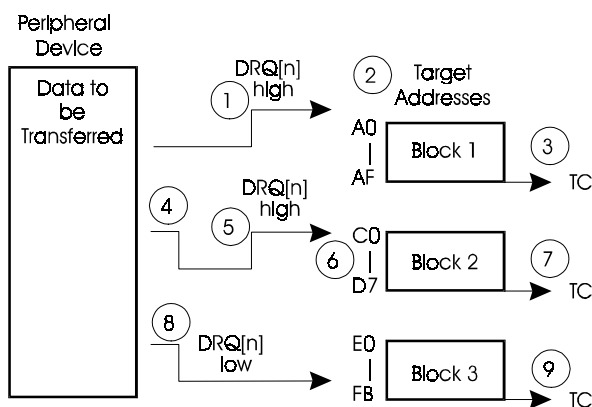 Peripheral
Device
Data to
be
Transferred
DRQ[n]
high
1
2
Target
Addresses
A0
AF
Block 1
3
TC
4
5
DRQ[n]
high
6
C0
D7
Block 2
7
TC
8
DRQ[n]
low
E0
FB
Block 3
9
TC